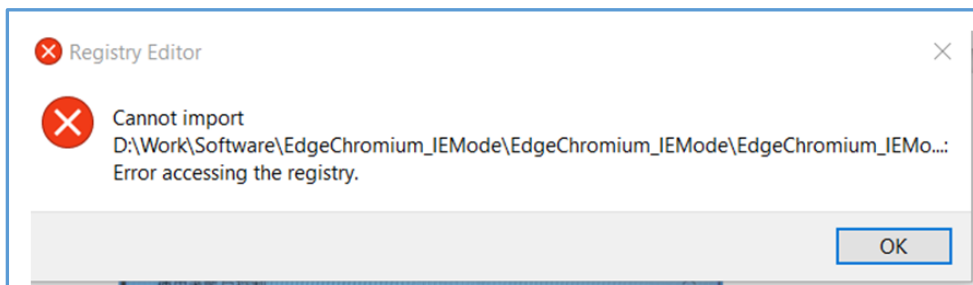 Registry Editor
Cannot import
D:\Work\Software\EdgeChromium_IEMode\EdgeChromium_IEMode\EdgeChromium_IEMo...:
Error accessing the registry.
OK